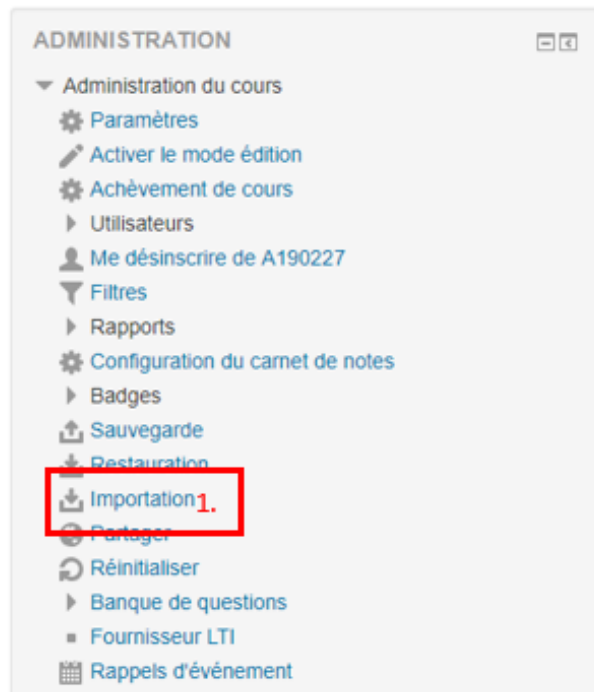 ADMINISTRATION
Administration du cours
Paramètres
Activer le mode édition
Achèvement de cours
Utilisateurs
Me désinscrire de A190227
Filtres
Rapports
Configuration du carnet de notes
Badges
Sauvegarde
Restauration
Importation 1.
Partager
Réinitialiser
Banque de questions
Fournisseur LTI
Rappels d'événement